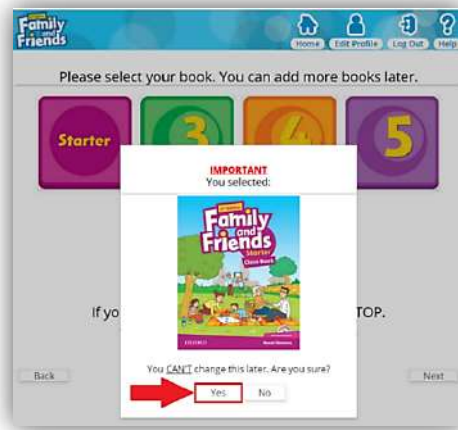 Family and Friends
Home Edit Profile Log Out Help
Please select your book. You can add more books later.
Starter 3 4 5
IMPORTANT
You selected:
Family
and
Friends
Starter
Class Book
OXFORD
If yo
TOP.
You CAN'T change this later. Are you sure?
Back
Yes No
Next